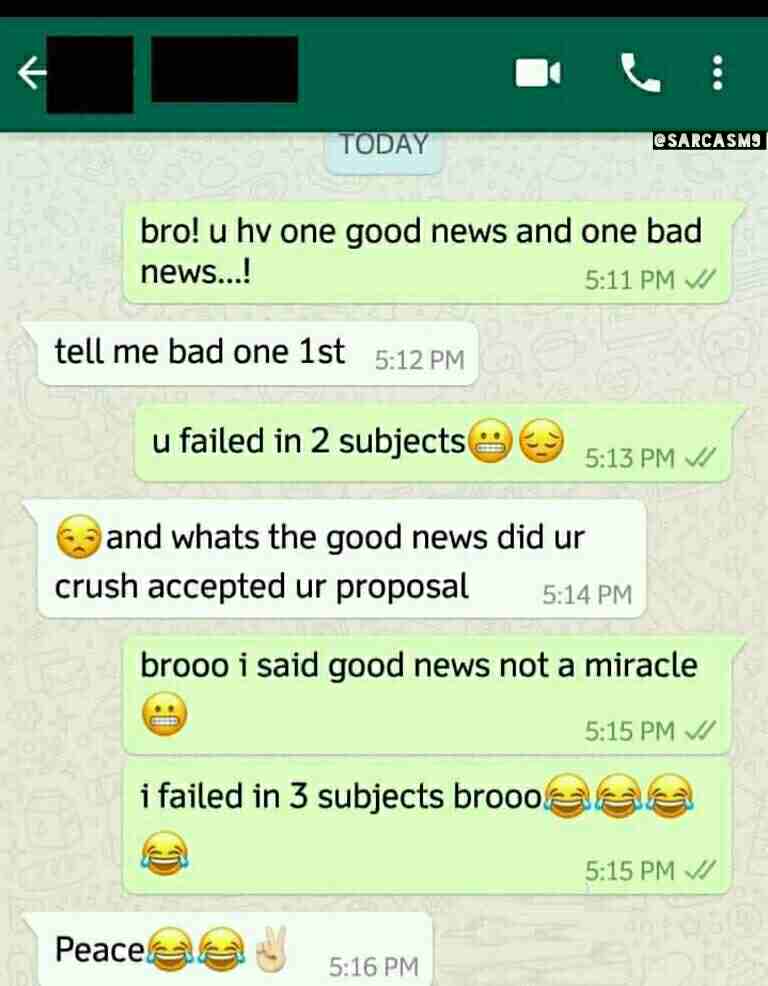 TODAY
@SARCASM9
bro! u hv one good news and one bad
news...!
5:11 PM
tell me bad one 1st
5:12 PM
u failed in 2 subjects😬😔
5:13 PM
😒and whats the good news did ur
crush accepted ur proposal
5:14 PM
brooo i said good news not a miracle
😬
5:15 PM
i failed in 3 subjects brooo😂😂😂
😂
5:15 PM
Peace😂😂✌🏼
5:16 PM